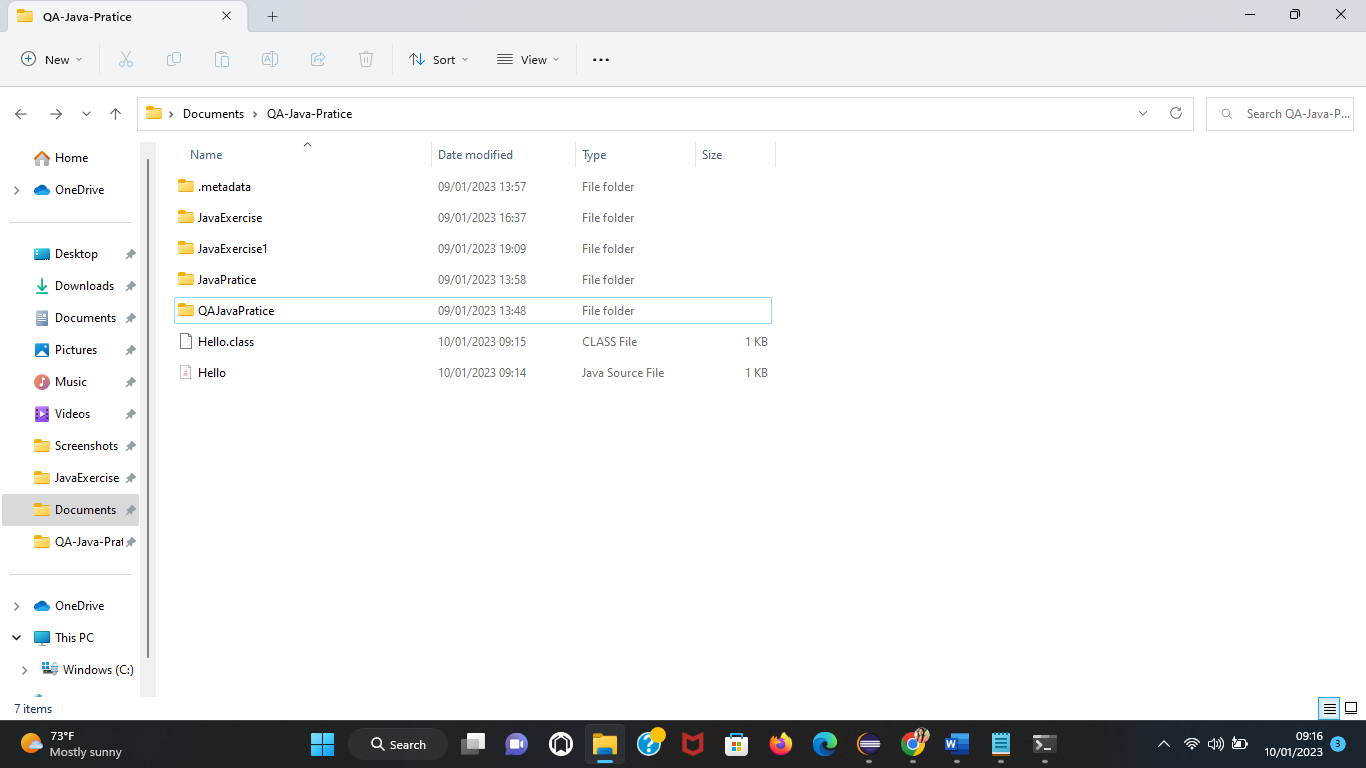 QA-Java-Pratice
New
Sort
View
Documents > QA-Java-Pratice
Search QA-Java-P...
Name Date modified Type Size
Home
OneDrive
Desktop
Downloads
Documents
Pictures
Music
Videos
Screenshots
JavaExercise
Documents
QA-Java-Prat
OneDrive
This PC
Windows (C:)
.metadata 09/01/2023 13:57 File folder
JavaExercise 09/01/2023 16:37 File folder
JavaExercise1 09/01/2023 19:09 File folder
JavaPratice 09/01/2023 13:58 File folder
QAJavaPratice 09/01/2023 13:48 File folder
Hello.class 10/01/2023 09:15 CLASS File 1 KB
Hello 10/01/2023 09:14 Java Source File 1 KB
7 items
73°F
Mostly sunny
Search
09:16
10/01/2023
3